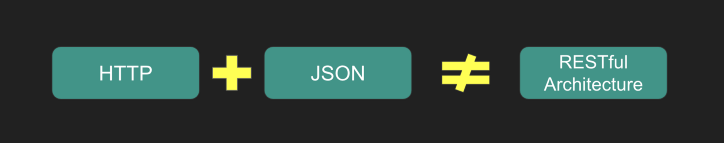 HTTP + JSON ≠ RESTful
Architecture